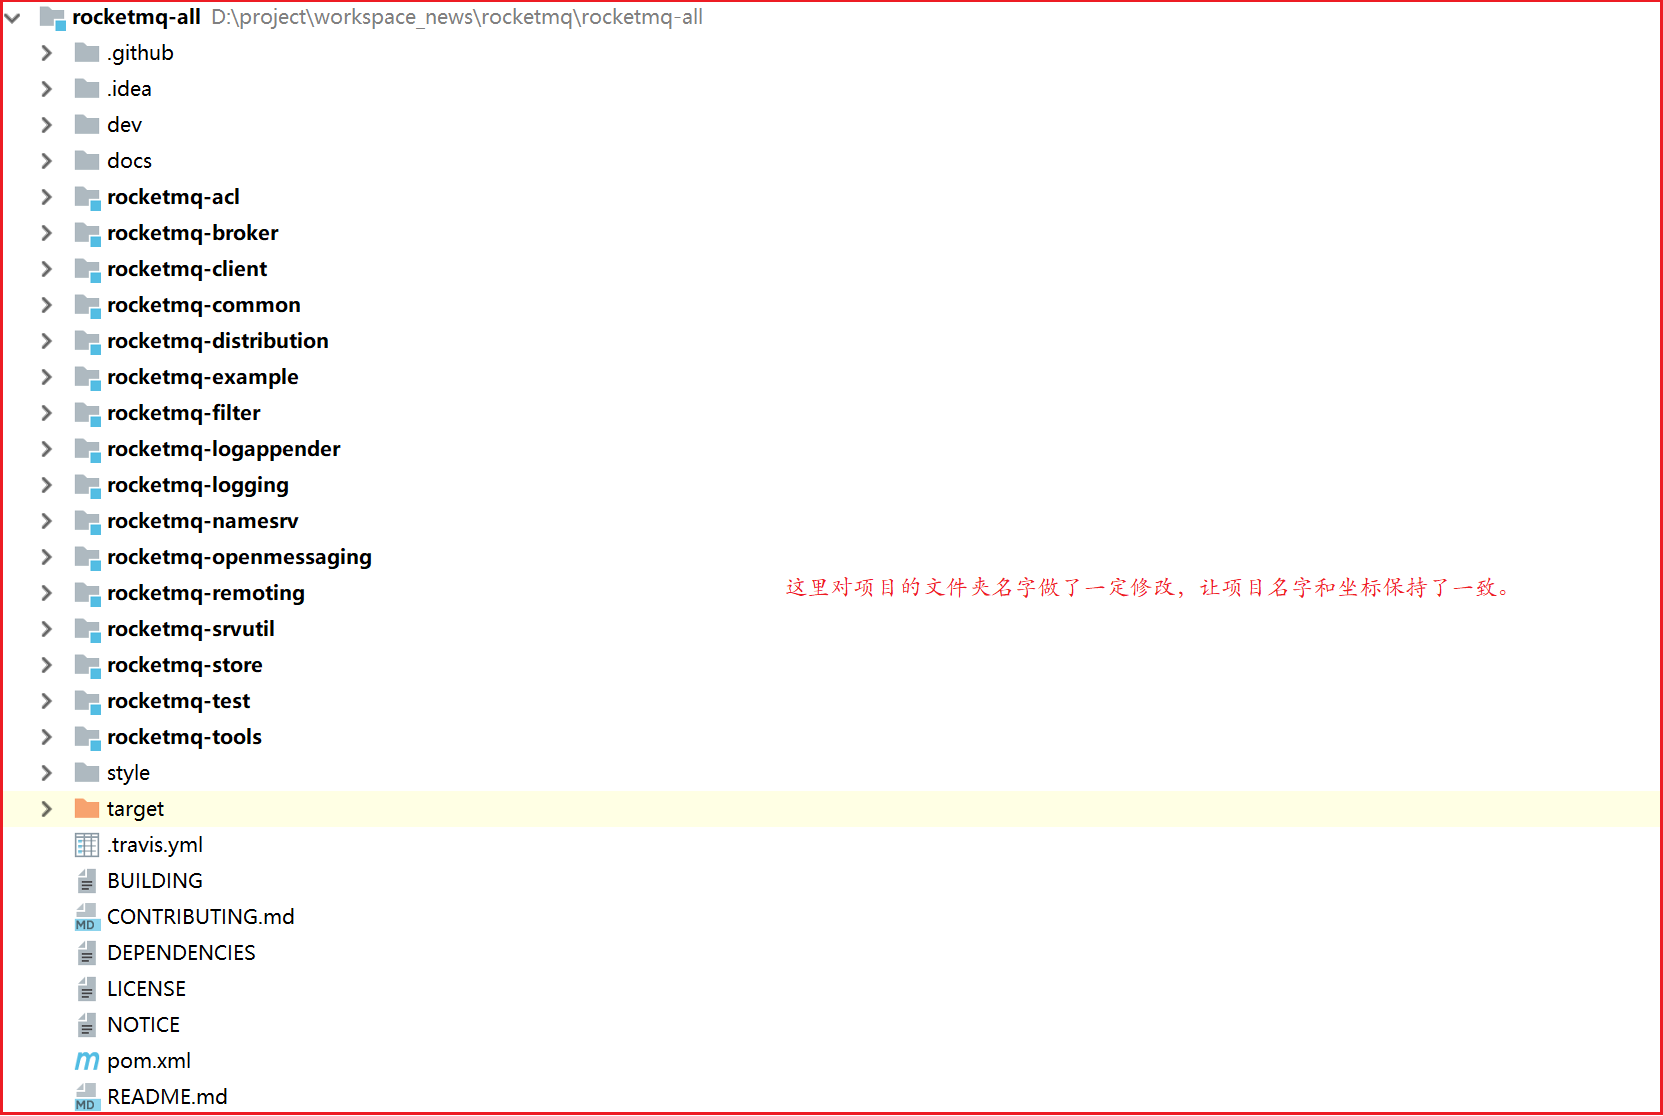 rocketmq-all D:\project\workspace_news\rocketmq\rocketmq-all
.github
.idea
dev
docs
rocketmq-acl
rocketmq-broker
rocketmq-client
rocketmq-common
rocketmq-distribution
rocketmq-example
rocketmq-filter
rocketmq-logappender
rocketmq-logging
rocketmq-namesrv
rocketmq-openmessaging
这里对项目的文件夹名字做了一定修改，让项目名字和坐标保持了一致。
rocketmq-remoting
rocketmq-srvutil
rocketmq-store
rocketmq-test
rocketmq-tools
style
target
.travis.yml
BUILDING
MD CONTRIBUTING.md
DEPENDENCIES
LICENSE
NOTICE
m pom.xml
MD README.md